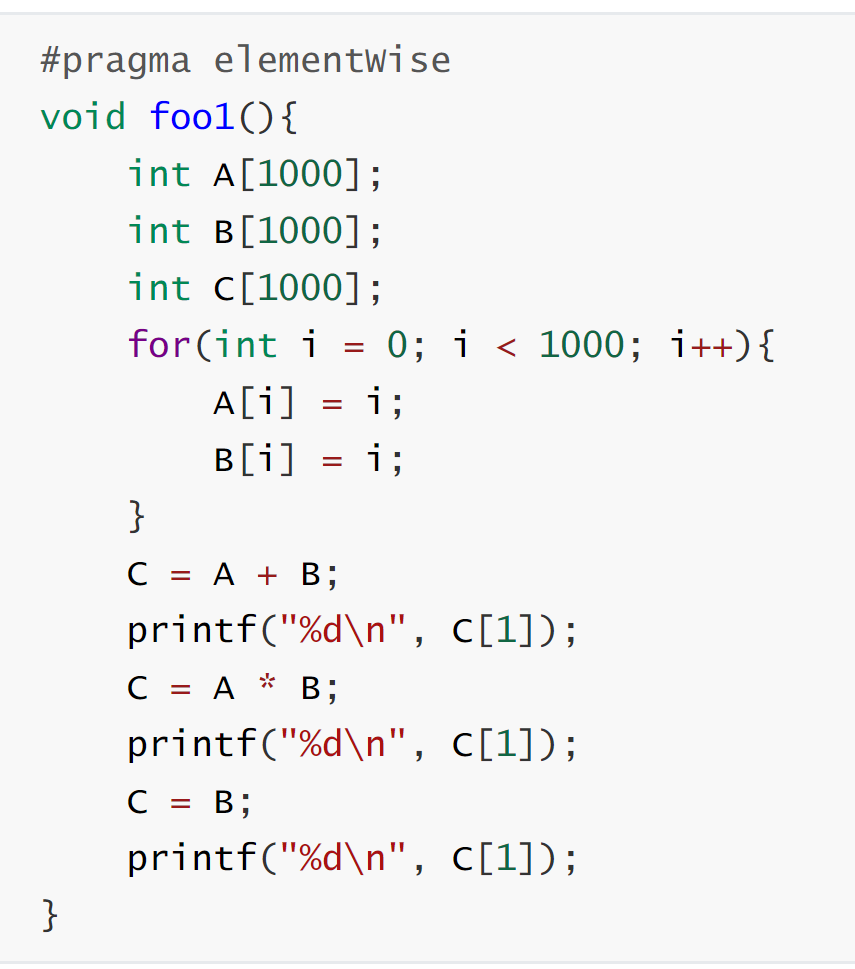 #pragma elementWise
void foo1(){
    int A[1000];
    int B[1000];
    int C[1000];
    for(int i = 0; i < 1000; i++){
        A[i] = i;
        B[i] = i;
    }
    C = A + B;
    printf("%d\n", C[1]);
    C = A * B;
    printf("%d\n", C[1]);
    C = B;
    printf("%d\n", C[1]);
}